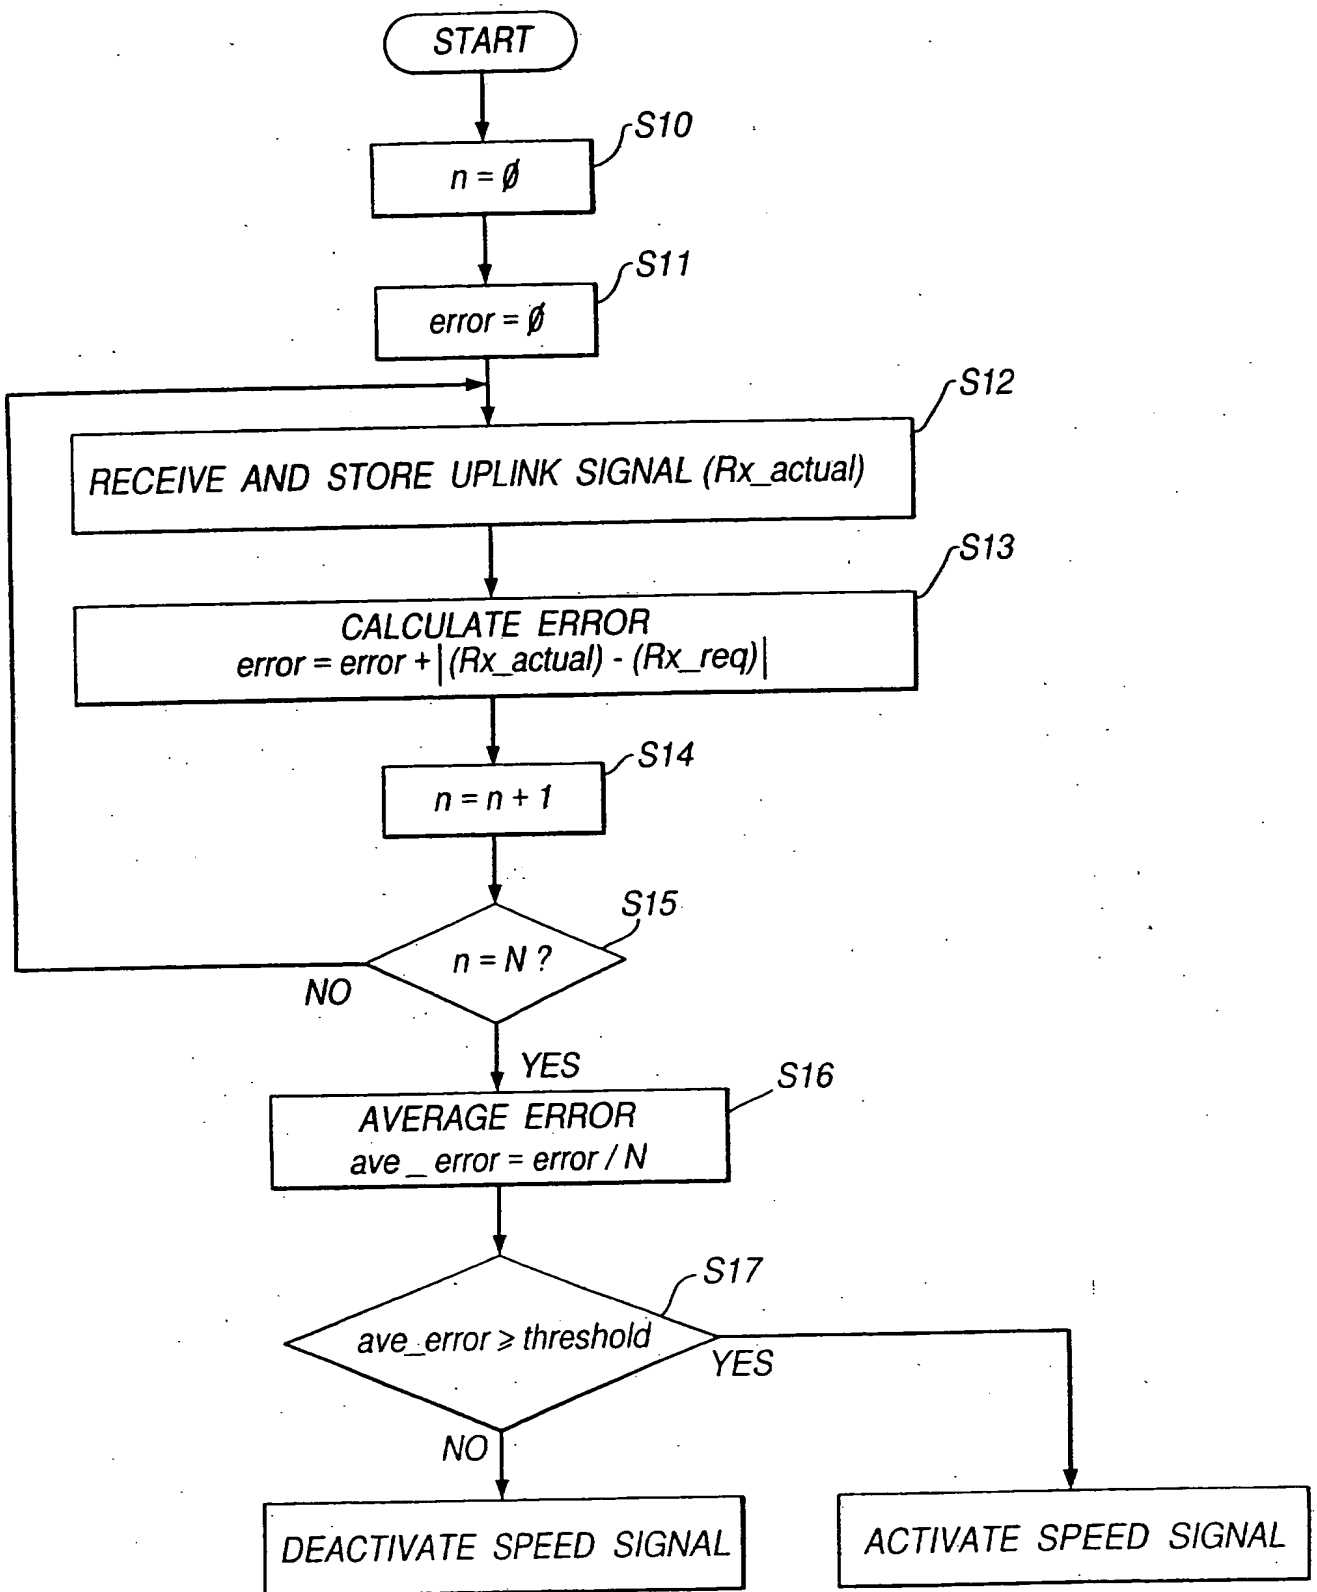 START
S10
n = ø
S11
error = ø
S12
RECEIVE AND STORE UPLINK SIGNAL (Rx_actual)
S13
CALCULATE ERROR
error = error + |(Rx_actual) - (Rx_req)|
S14
n = n + 1
S15
n = N ?
NO
YES
S16
AVERAGE ERROR
ave _ error = error / N
S17
ave_error ⩾ threshold
YES
NO
DEACTIVATE SPEED SIGNAL
ACTIVATE SPEED SIGNAL